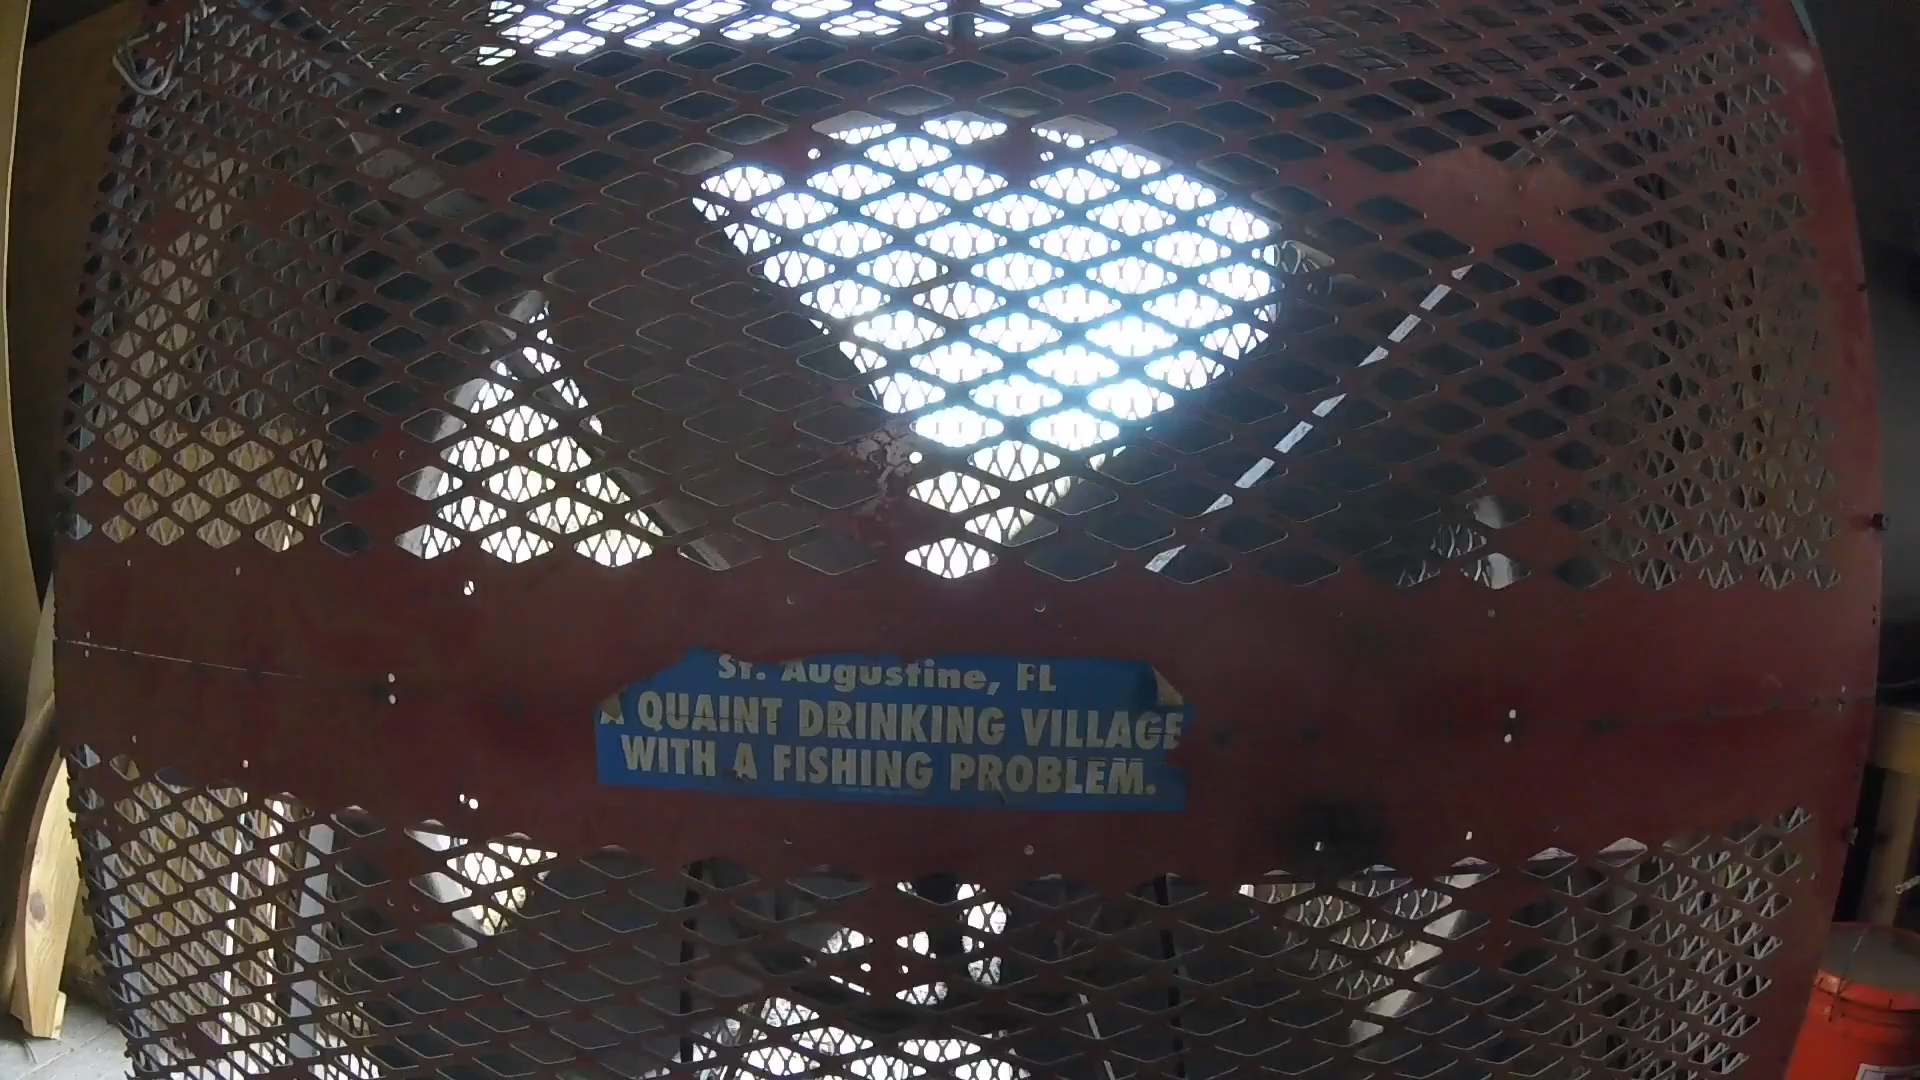 St. Augustine, FL
A QUAINT DRINKING VILLAGE
WITH A FISHING PROBLEM.